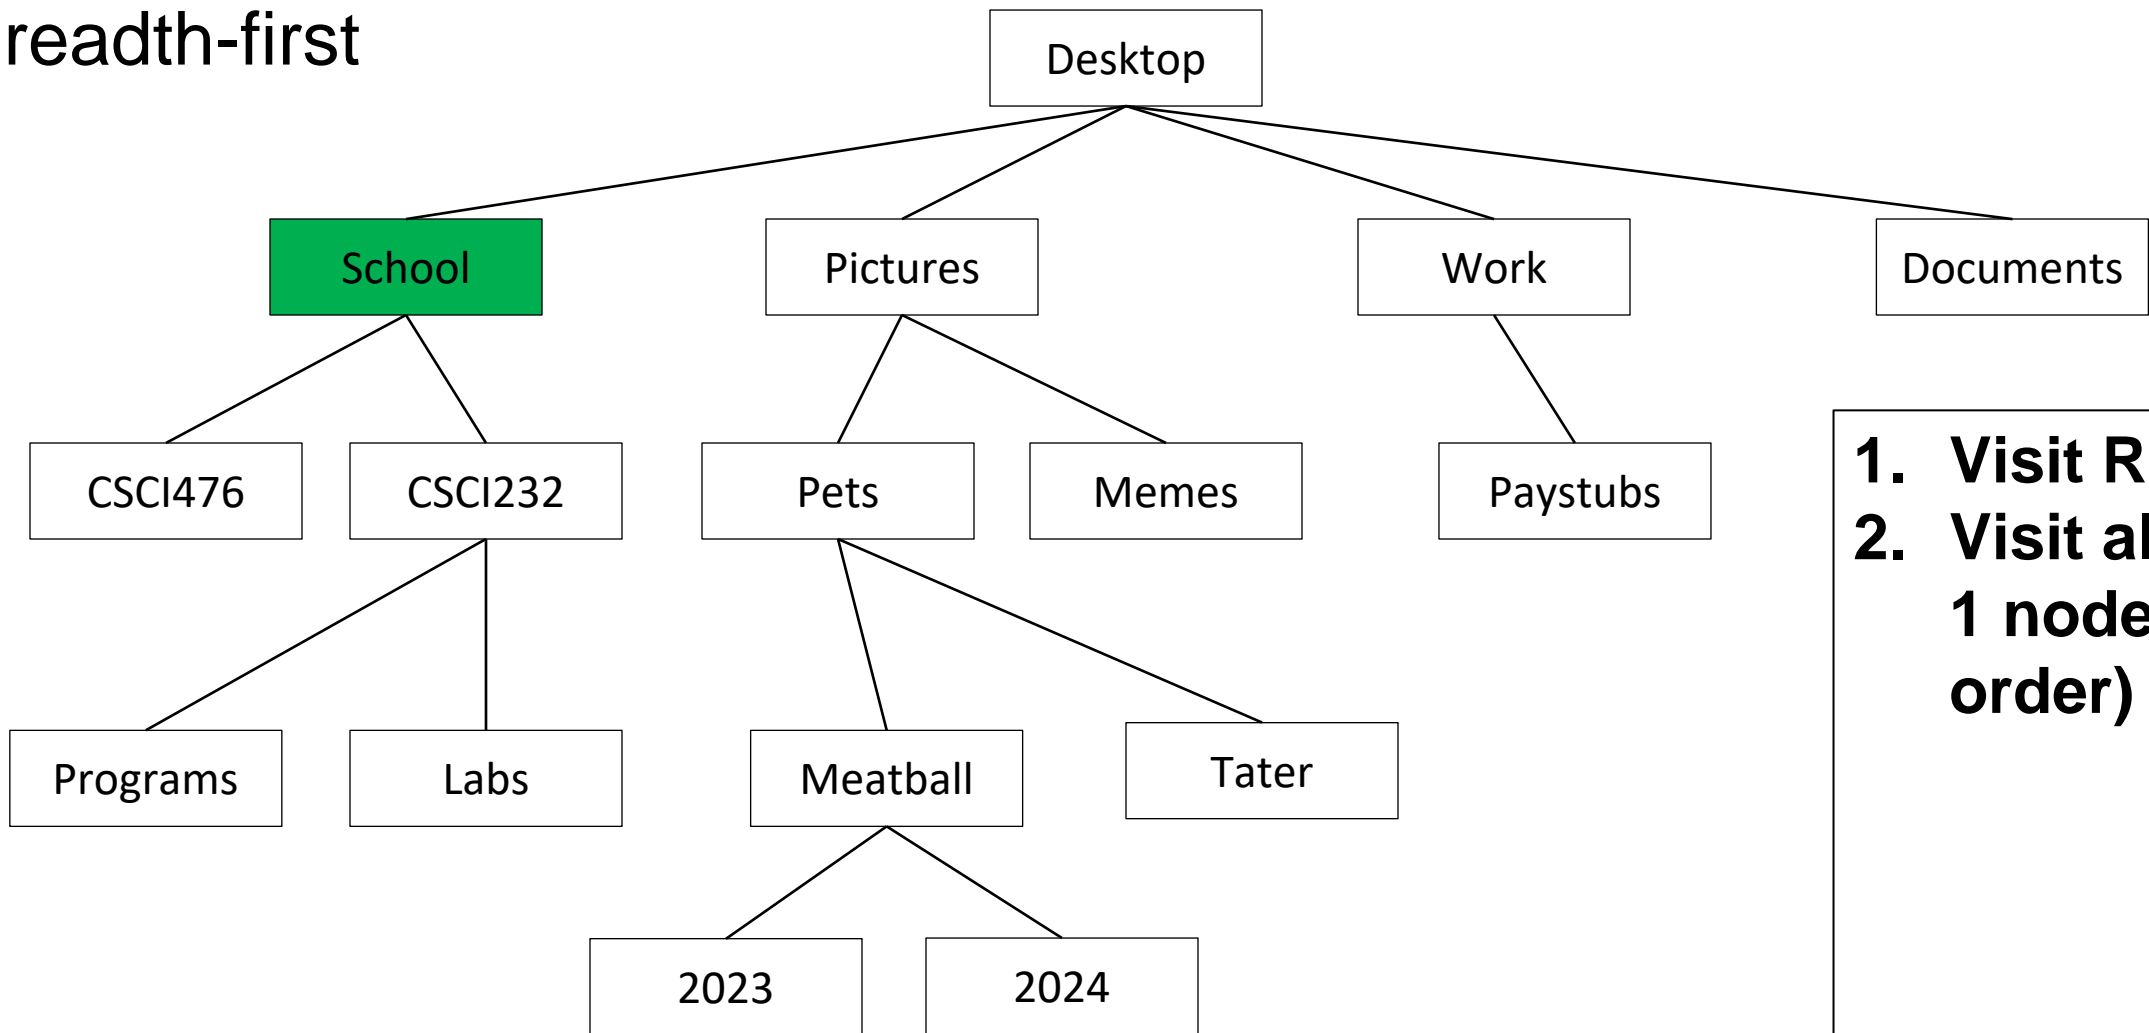 readth-first
Desktop
School
Pictures
Work
Documents
CSCI476
CSCI232
Pets
Memes
Paystubs
1. Visit R
2. Visit al
1 node
order)
Programs
Labs
Meatball
Tater
2023
2024